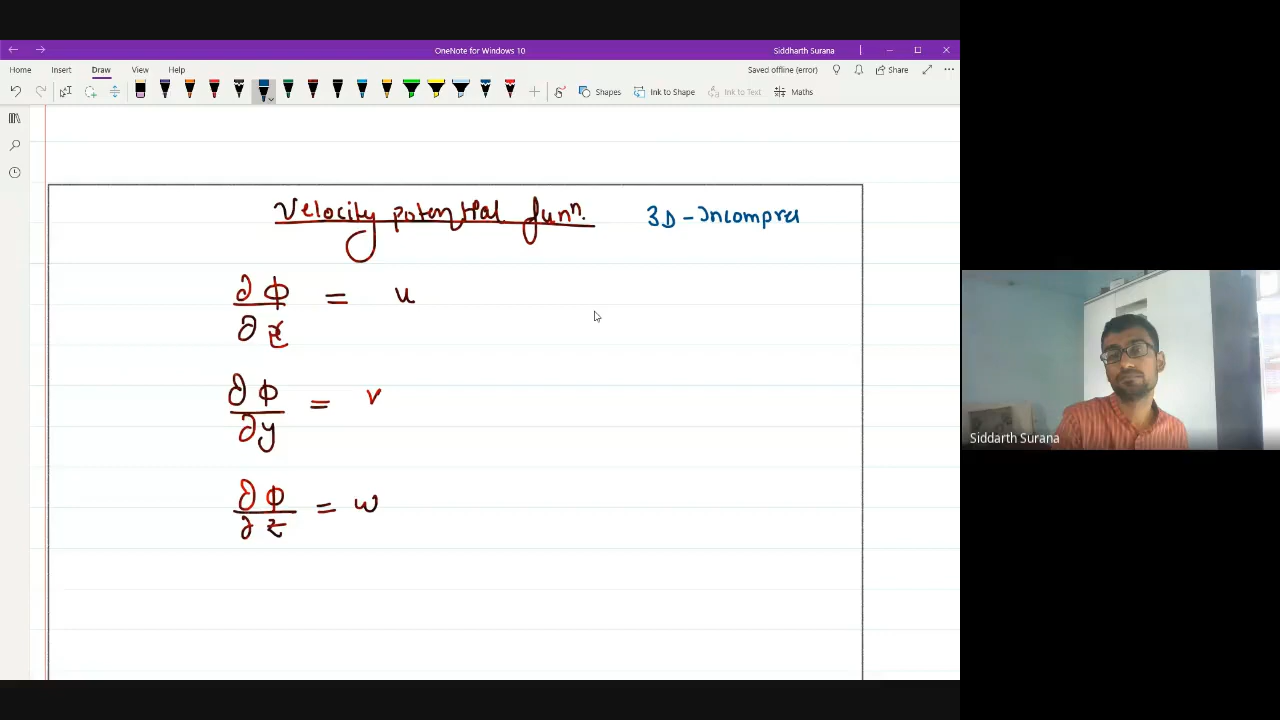 OneNote for Windows 10
Siddharth Surana
Home Insert Draw View Help
Saved offline (error) Share
Shapes Ink to Shape Ink to Text Maths
Velocity potential funⁿ. 3D-Incompres
∂Φ/∂x = u
∂Φ/∂y = v
∂Φ/∂z = w
Siddarth Surana